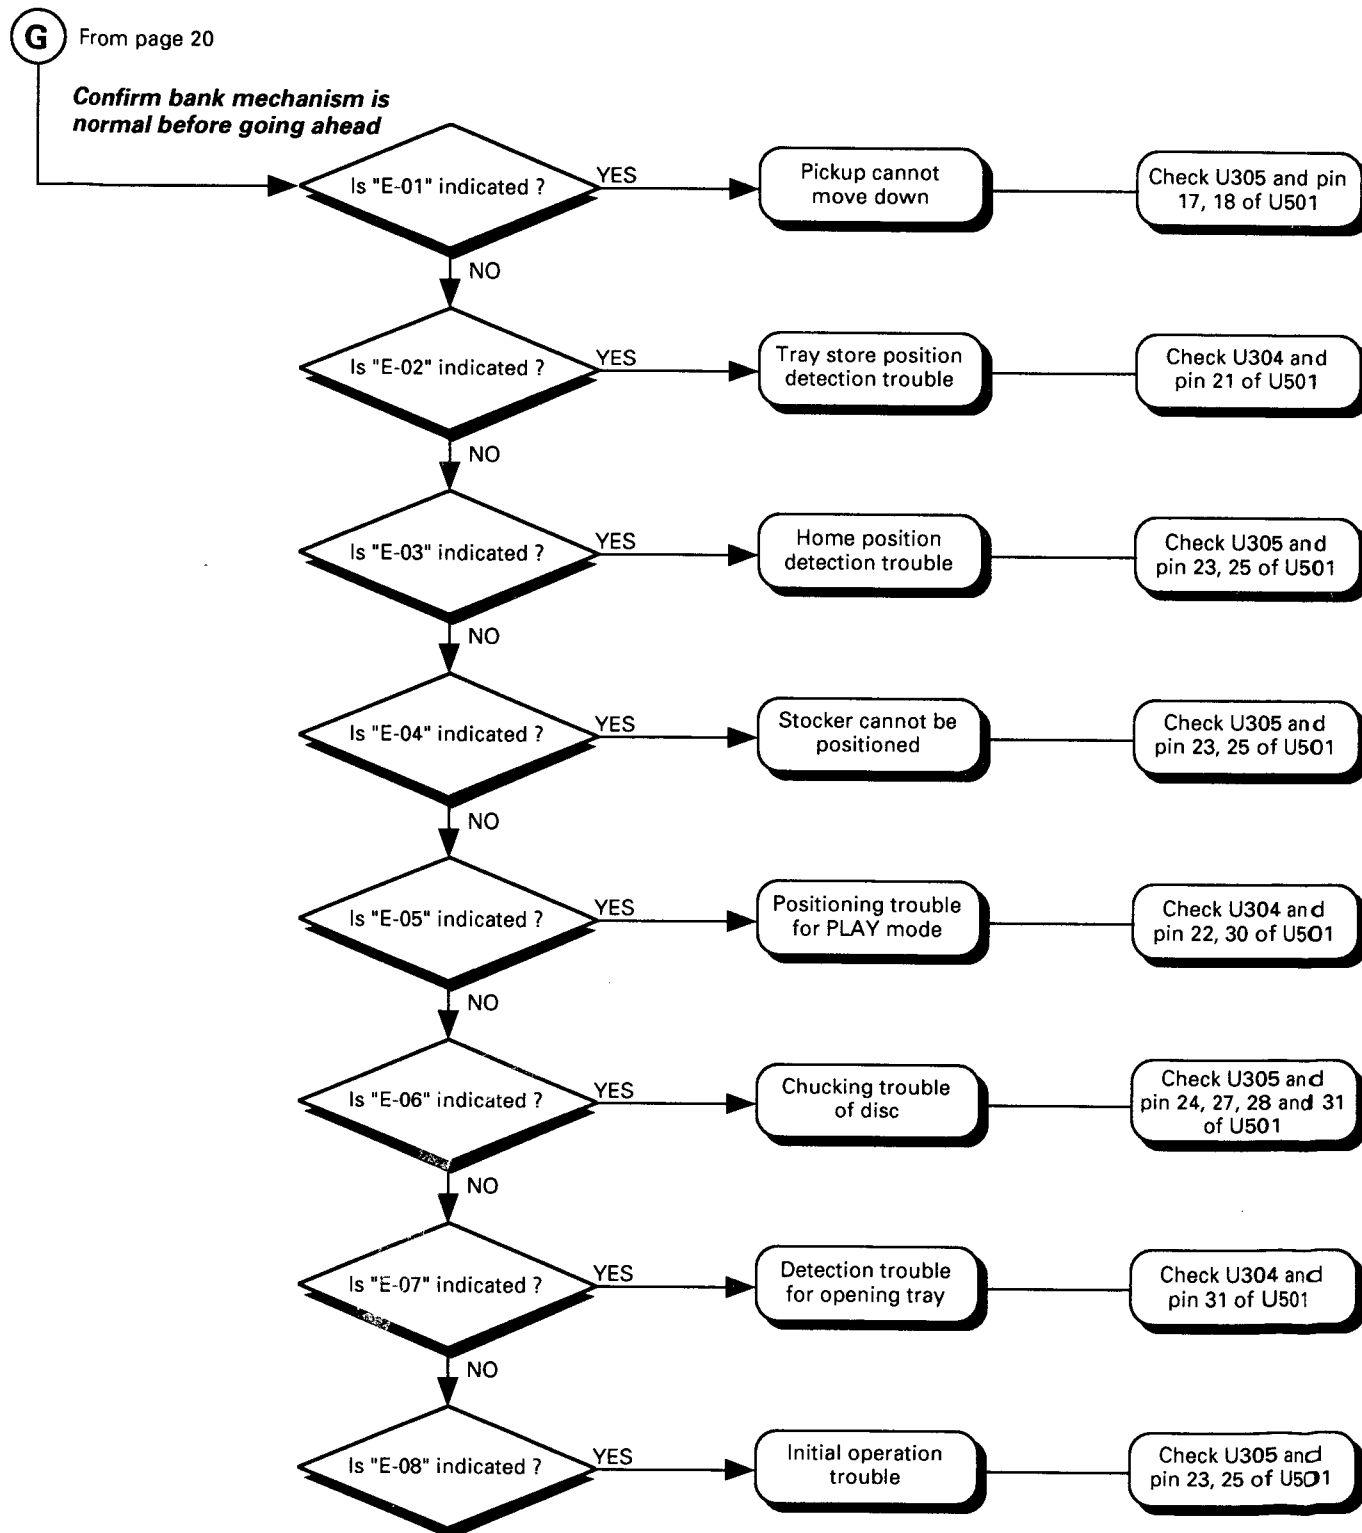 G From page 20
Confirm bank mechanism is
normal before going ahead
Is "E-01" indicated ?
YES
Pickup cannot
move down
Check U305 and pin
17, 18 of U501
NO
Is "E-02" indicated ?
YES
Tray store position
detection trouble
Check U304 and
pin 21 of U501
NO
Is "E-03" indicated ?
YES
Home position
detection trouble
Check U305 and
pin 23, 25 of U501
NO
Is "E-04" indicated ?
YES
Stocker cannot be
positioned
Check U305 and
pin 23, 25 of U501
NO
Is "E-05" indicated ?
YES
Positioning trouble
for PLAY mode
Check U304 and
pin 22, 30 of U501
NO
Is "E-06" indicated ?
YES
Chucking trouble
of disc
Check U305 and
pin 24, 27, 28 and 31
of U501
NO
Is "E-07" indicated ?
YES
Detection trouble
for opening tray
Check U304 and
pin 31 of U501
NO
Is "E-08" indicated ?
YES
Initial operation
trouble
Check U305 and
pin 23, 25 of U501